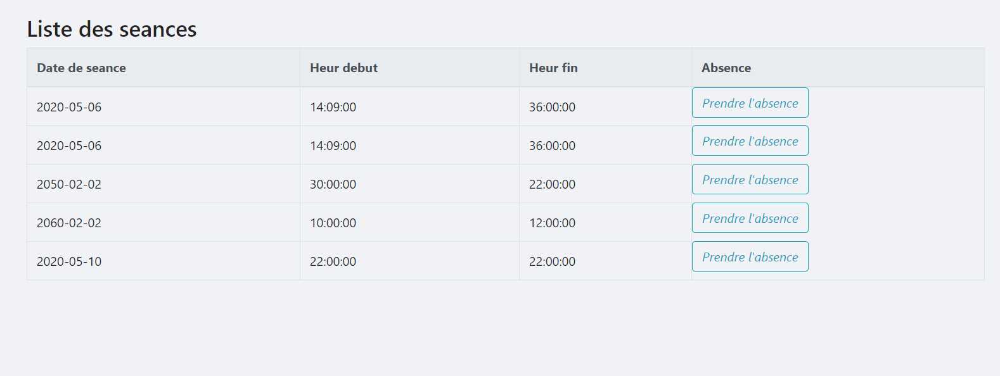 Liste des seances
Date de seance Heur debut Heur fin Absence
2020-05-06 14:09:00 36:00:00 Prendre l'absence
2020-05-06 14:09:00 36:00:00 Prendre l'absence
2050-02-02 30:00:00 22:00:00 Prendre l'absence
2060-02-02 10:00:00 12:00:00 Prendre l'absence
2020-05-10 22:00:00 22:00:00 Prendre l'absence